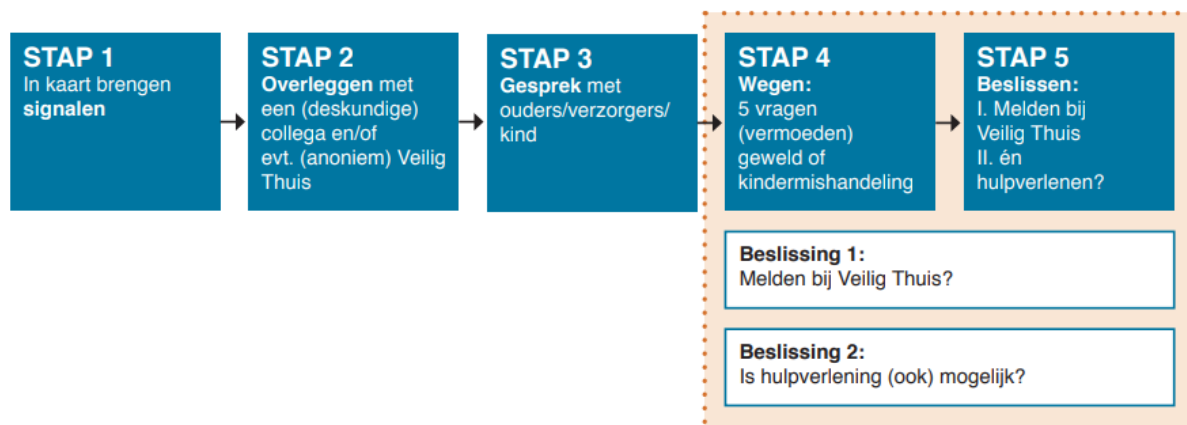 STAP 1
In kaart brengen
signalen
STAP 2
Overleggen met
een (deskundige)
collega en/of
evt. (anoniem) Veilig
Thuis
STAP 3
Gesprek met
ouders/verzorgers/
kind
STAP 4
Wegen:
5 vragen
(vermoeden)
geweld of
kindermishandeling
STAP 5
Beslissen:
I. Melden bij
Veilig Thuis
II. én
hulpverlenen?
Beslissing 1:
Melden bij Veilig Thuis?
Beslissing 2:
Is hulpverlening (ook) mogelijk?